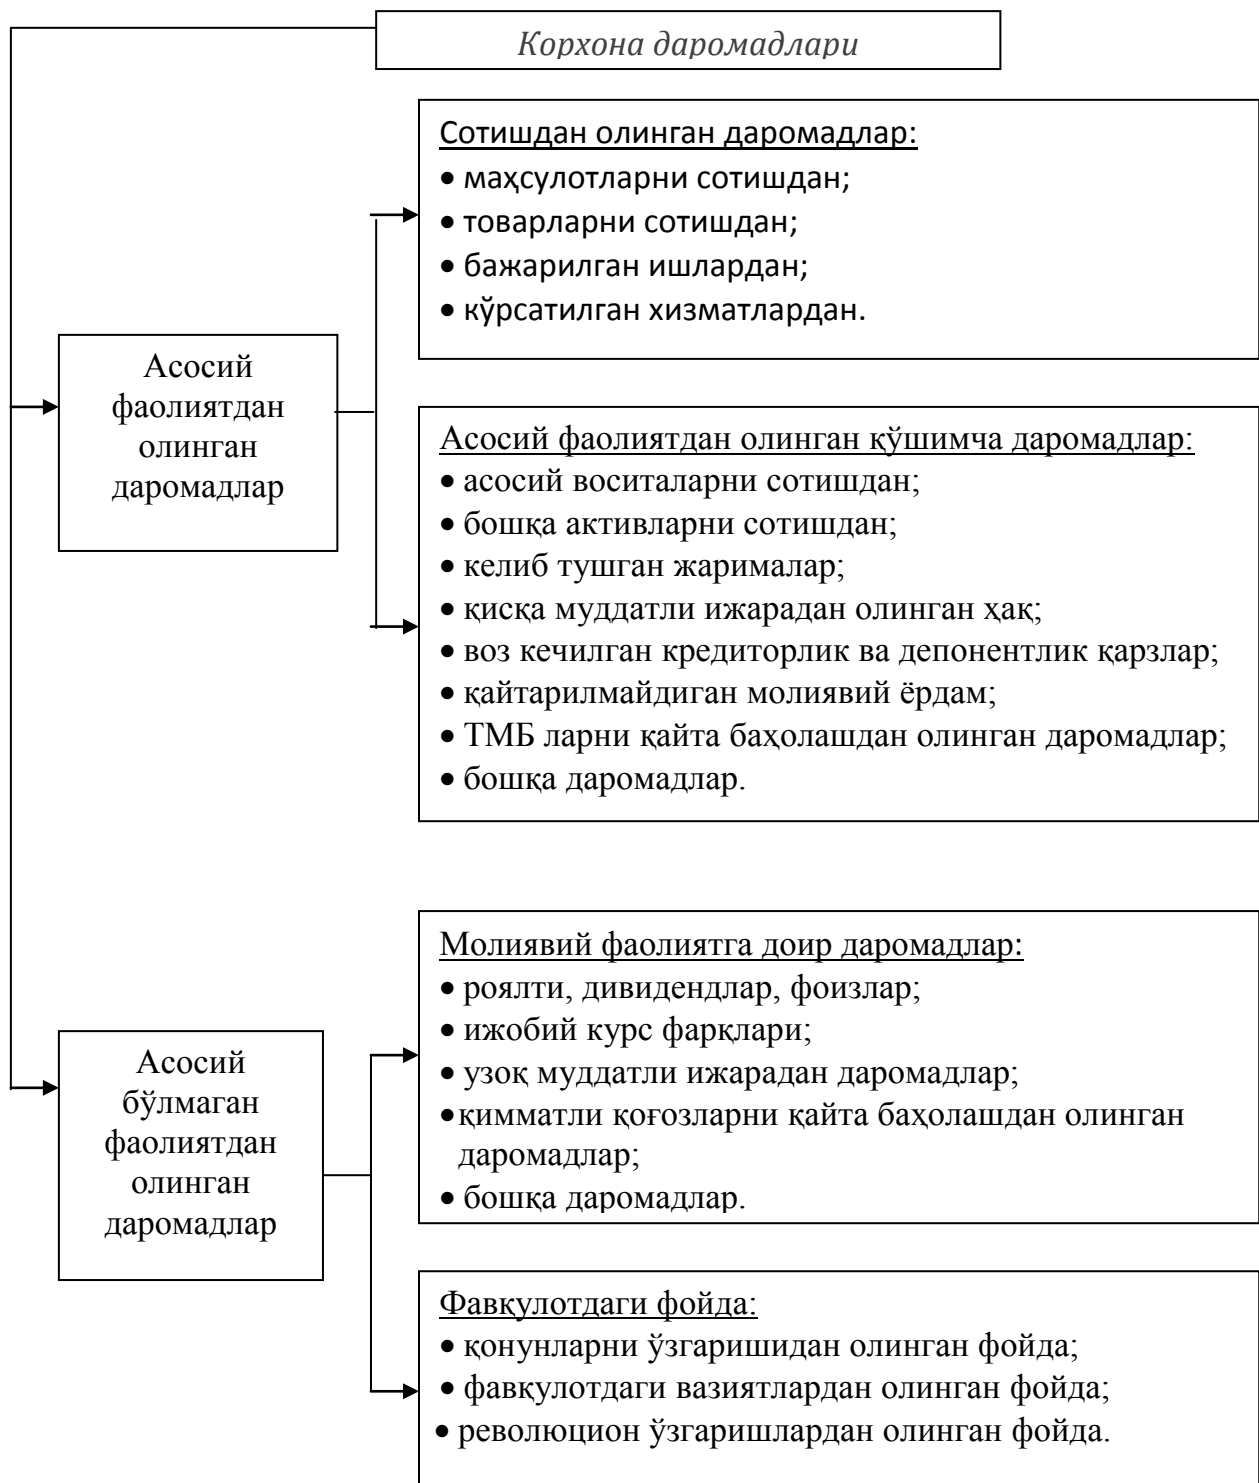 Корхона даромадлари
Сотишдан олинган даромадлар:
• маҳсулотларни сотишдан;
• товарларни сотишдан;
• бажарилган ишлардан;
• кўрсатилган хизматлардан.
Асосий
фаолиятдан
олинган
даромадлар
Асосий фаолиятдан олинган қўшимча даромадлар:
• асосий воситаларни сотишдан;
• бошқа активларни сотишдан;
• келиб тушган жарималар;
• қисқа муддатли ижарадан олинган ҳақ;
• воз кечилган кредиторлик ва депонентлик қарзлар;
• қайтарилмайдиган молиявий ёрдам;
• ТМБ ларни қайта баҳолашдан олинган даромадлар;
• бошқа даромадлар.
Молиявий фаолиятга доир даромадлар:
• роялти, дивидендлар, фоизлар;
• ижобий курс фарқлари;
• узоқ муддатли ижарадан даромадлар;
• қимматли қоғозларни қайта баҳолашдан олинган
даромадлар;
• бошқа даромадлар.
Асосий
бўлмаган
фаолиятдан
олинган
даромадлар
Фавқулотдаги фойда:
• қонунларни ўзгаришидан олинган фойда;
• фавқулотдаги вазиятлардан олинган фойда;
• революцион ўзгаришлардан олинган фойда.